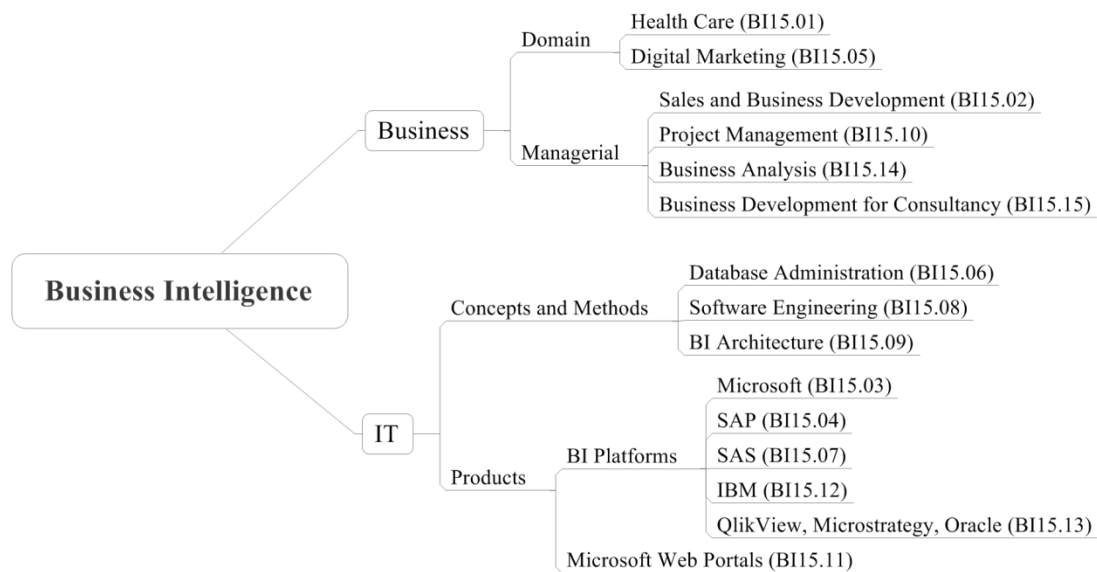 Business Intelligence
Business
Domain
Health Care (BI15.01)
Digital Marketing (BI15.05)
Managerial
Sales and Business Development (BI15.02)
Project Management (BI15.10)
Business Analysis (BI15.14)
Business Development for Consultancy (BI15.15)
IT
Concepts and Methods
Database Administration (BI15.06)
Software Engineering (BI15.08)
BI Architecture (BI15.09)
Products
BI Platforms
Microsoft (BI15.03)
SAP (BI15.04)
SAS (BI15.07)
IBM (BI15.12)
QlikView, Microstrategy, Oracle (BI15.13)
Microsoft Web Portals (BI15.11)